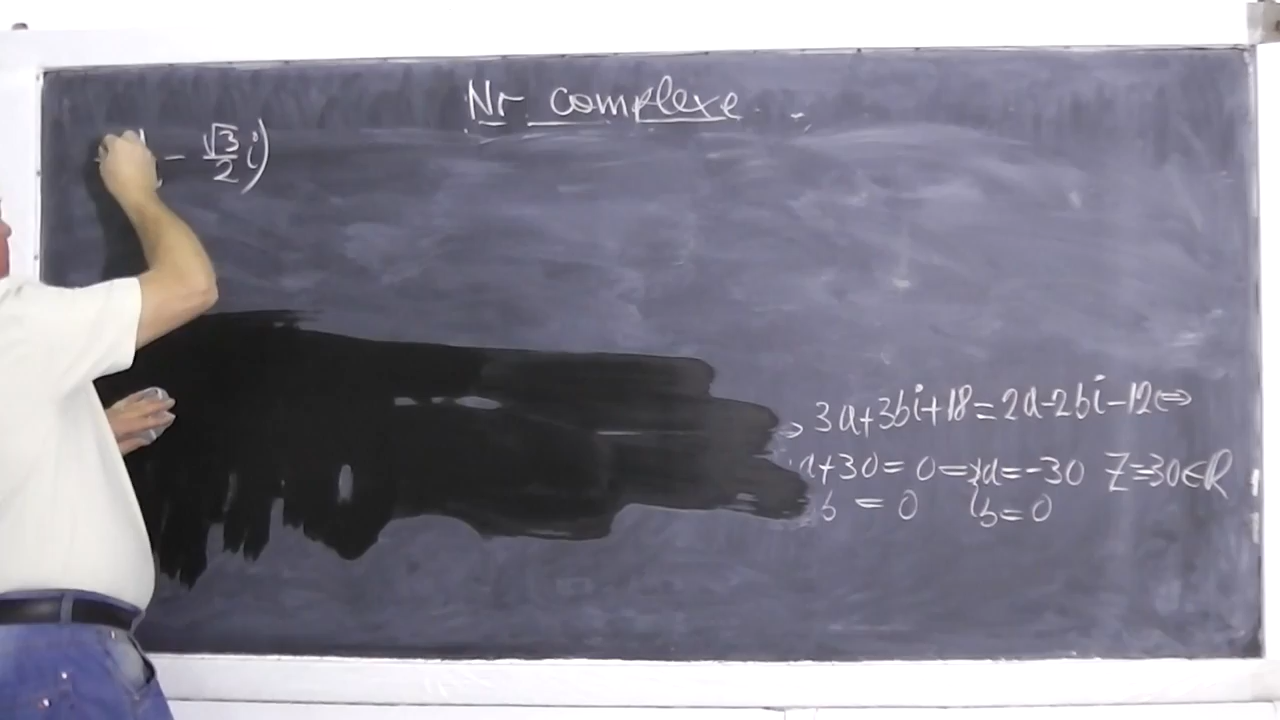 Nr complexe
- √3/2 i)
3a+3bi+18=2a-2bi-12⇔
a+30=0⇒{a=-30 Z=-30∈R
b = 0 {b=0